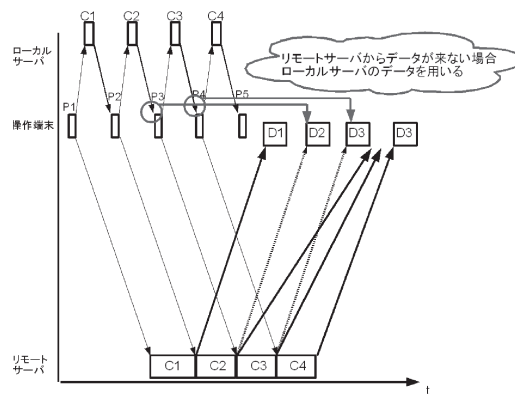 C1 C2 C3 C4
ローカル
サーバ
リモートサーバからデータが来ない場合
ローカルサーバのデータを用いる
P1 P2 P3 P4 P5
操作端末
D1 D2 D3 D3
リモート
サーバ
C1 C2 C3 C4
t